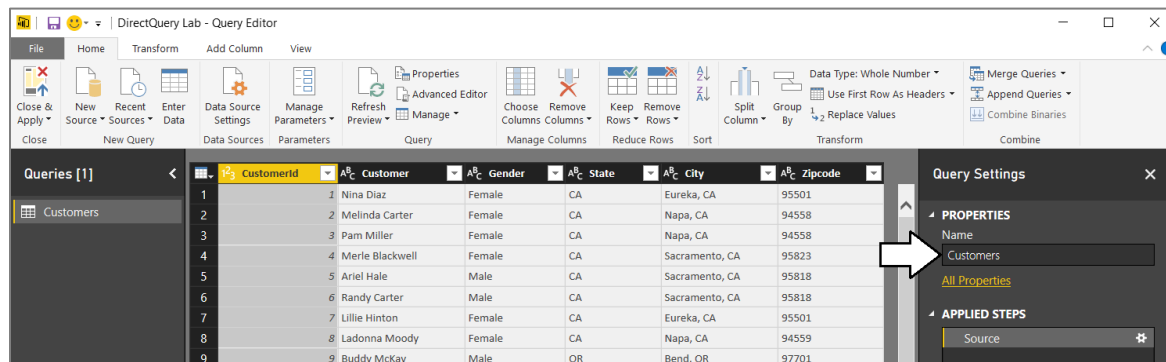 DirectQuery Lab - Query Editor
File Home Transform Add Column View
Close & Apply
New Source
Recent Sources
Enter Data
Data Source Settings
Manage Parameters
Refresh Preview
Properties
Advanced Editor
Manage
Choose Columns
Remove Columns
Keep Rows
Remove Rows
Split Column
Group By
Data Type: Whole Number
Use First Row As Headers
Replace Values
Merge Queries
Append Queries
Combine Binaries
Close New Query Data Sources Parameters Query Manage Columns Reduce Rows Sort Transform Combine
Queries [1]
Customers
CustomerId Customer Gender State City Zipcode
1 1 Nina Diaz Female CA Eureka, CA 95501
2 2 Melinda Carter Female CA Napa, CA 94558
3 3 Pam Miller Female CA Napa, CA 94558
4 4 Merle Blackwell Female CA Sacramento, CA 95823
5 5 Ariel Hale Male CA Sacramento, CA 95818
6 6 Randy Carter Male CA Sacramento, CA 95818
7 7 Lillie Hinton Female CA Eureka, CA 95501
8 8 Ladonna Moody Female CA Napa, CA 94559
9 9 Buddy McKay Male OR Bend, OR 97701
Query Settings
PROPERTIES
Name
Customers
All Properties
APPLIED STEPS
Source